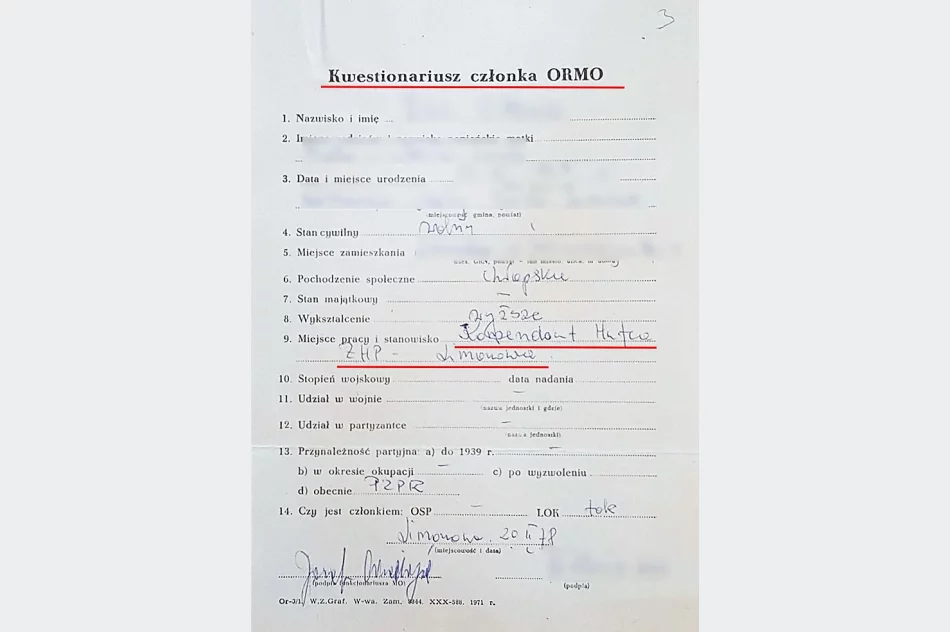 3
Kwestionariusz członka ORMO
1. Nazwisko i imię
2.
3. Data i miejsce urodzenia
(miejscowość, gmina, powiat)
4. Stan cywilny wolny
5. Miejsce zamieszkania
6. Pochodzenie społeczne chłopskie
7. Stan majątkowy —
8. Wykształcenie wyższe
9. Miejsce pracy i stanowisko Komendant Hufca
ZHP - Limanowa
10. Stopień wojskowy data nadania
11. Udział w wojnie —
(nazwa jednostki i gdzie)
12. Udział w partyzantce —
(nazwa jednostki)
13. Przynależność partyjna: a) do 1939 r. —
b) w okresie okupacji — c) po wyzwoleniu
d) obecnie PZPR
14. Czy jest członkiem: OSP — LOK tak
Limanowa, 20 II 78
(miejscowość i data)
Józef
(podpis funkcjonariusza MO) (podpis)
Or-3/1. W.Z.Graf. W-wa. Zam. XXX-588. 1971 r.